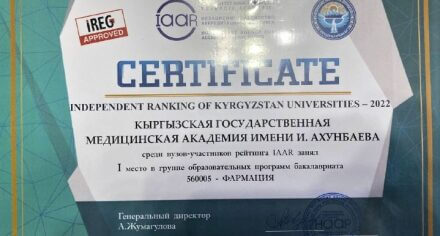 IREG
APPROVED
IAAR
CERTIFICATE
INDEPENDENT RANKING OF KYRGYZSTAN UNIVERSITIES – 2022
КЫРГЫЗСКАЯ ГОСУДАРСТВЕННАЯ
МЕДИЦИНСКАЯ АКАДЕМИЯ ИМЕНИ И. АХУНБАЕВА
среди вузов-участников рейтинга IAAR занял
I место в группе образовательных программ бакалавриата
560005 - ФАРМАЦИЯ
Генеральный директор
А.Жумагулова
IAAR